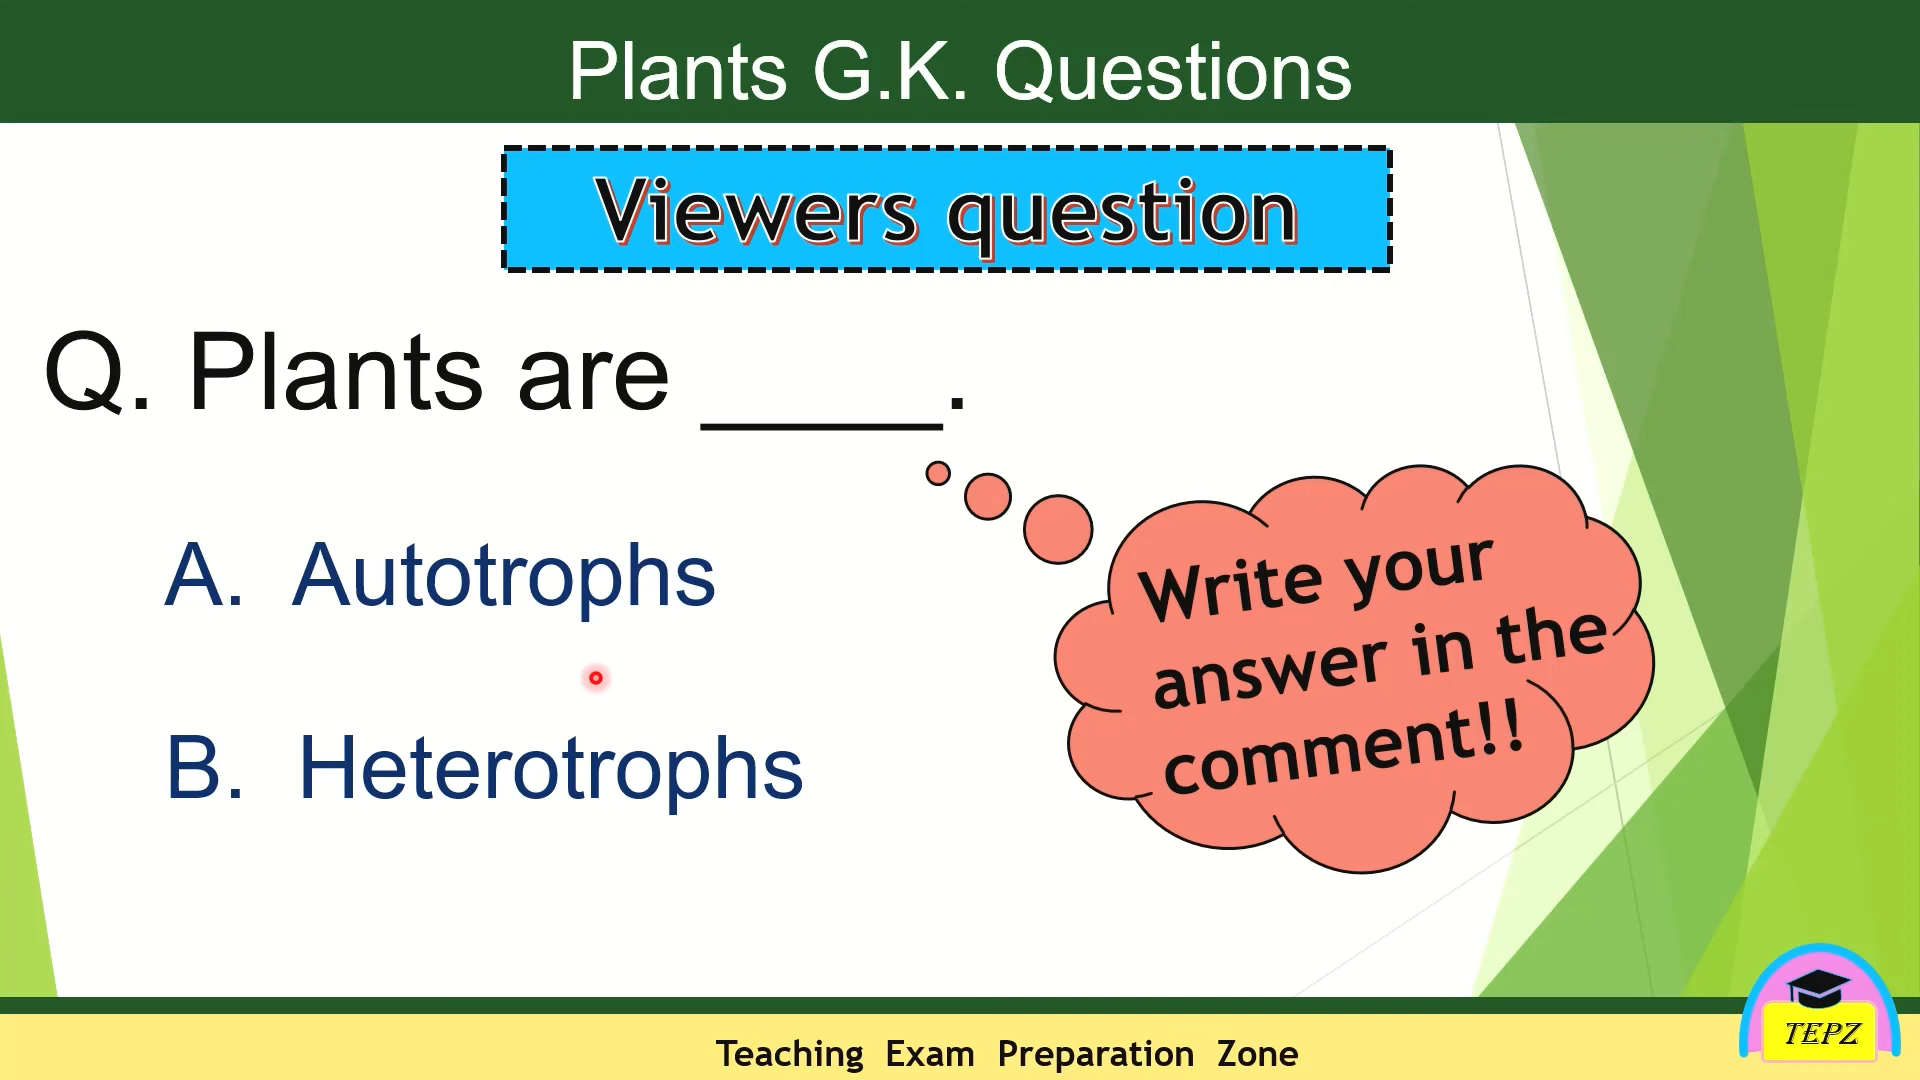 Plants G.K. Questions
Viewers question
Q. Plants are _____.
A. Autotrophs
B. Heterotrophs
Write your
answer in the
comment!!
TEPZ
Teaching Exam Preparation Zone